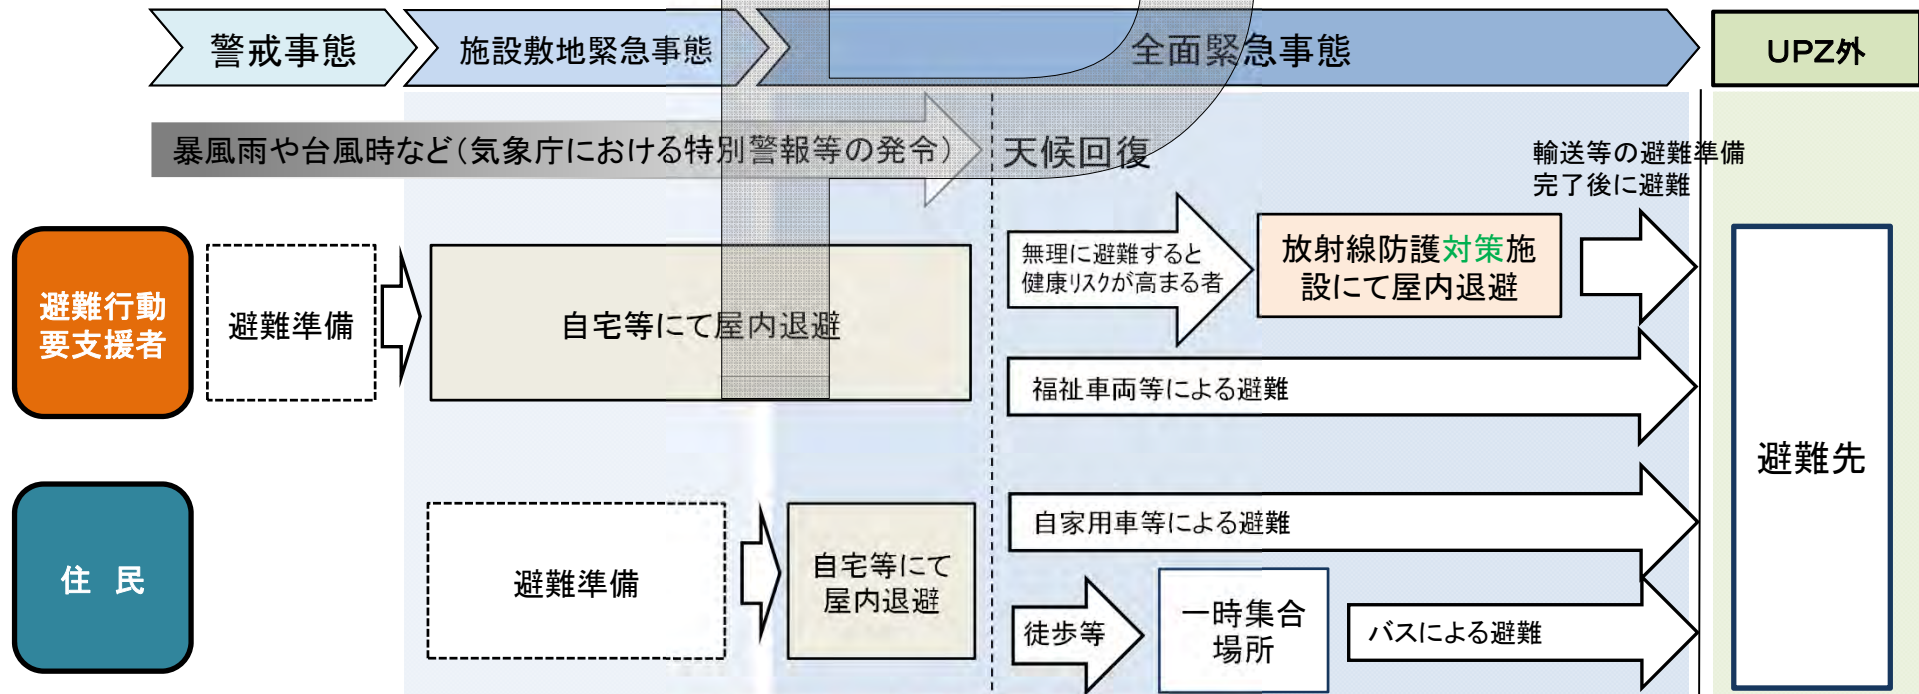 警戒事態
施設敷地緊急事態
全面緊急事態
UPZ外
暴風雨や台風時など(気象庁における特別警報等の発令)
天候回復
輸送等の避難準備
完了後に避難
避難行動
要支援者
避難準備
自宅等にて屋内退避
無理に避難すると
健康リスクが高まる者
放射線防護対策施
設にて屋内退避
福祉車両等による避難
避難先
住 民
避難準備
自宅等にて
屋内退避
自家用車等による避難
徒歩等
一時集合
場所
バスによる避難